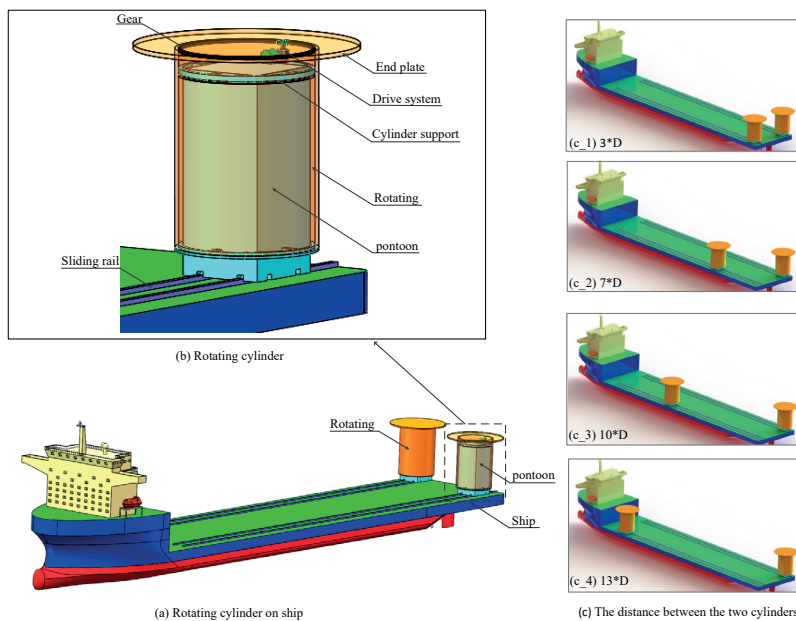 Gear
End plate
Drive system
Cylinder support
Rotating
pontoon
Sliding rail
(b) Rotating cylinder
Rotating
pontoon
Ship
(a) Rotating cylinder on ship
(c_1) 3*D
(c_2) 7*D
(c_3) 10*D
(c_4) 13*D
(c) The distance between the two cylinders